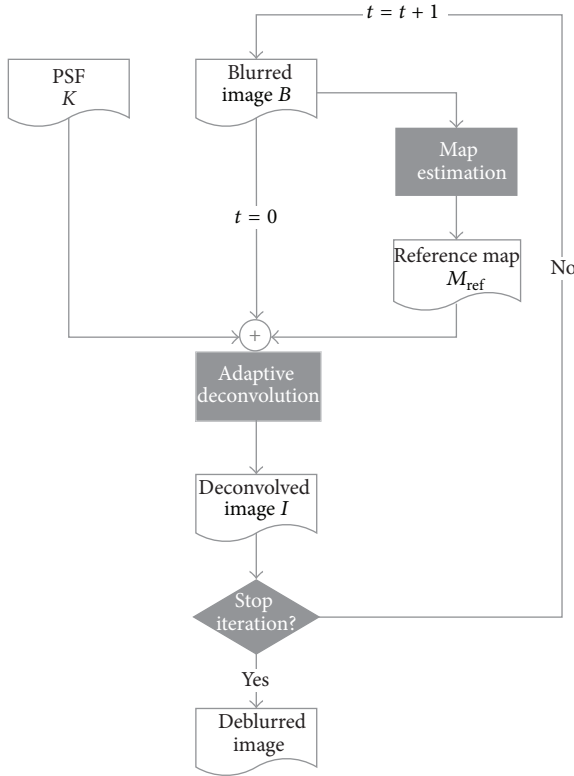 t = t + 1
PSF
K
Blurred
image B
Map
estimation
t = 0
Reference map
M_ref
No
+
Adaptive
deconvolution
Deconvolved
image I
Stop
iteration?
Yes
Deblurred
image